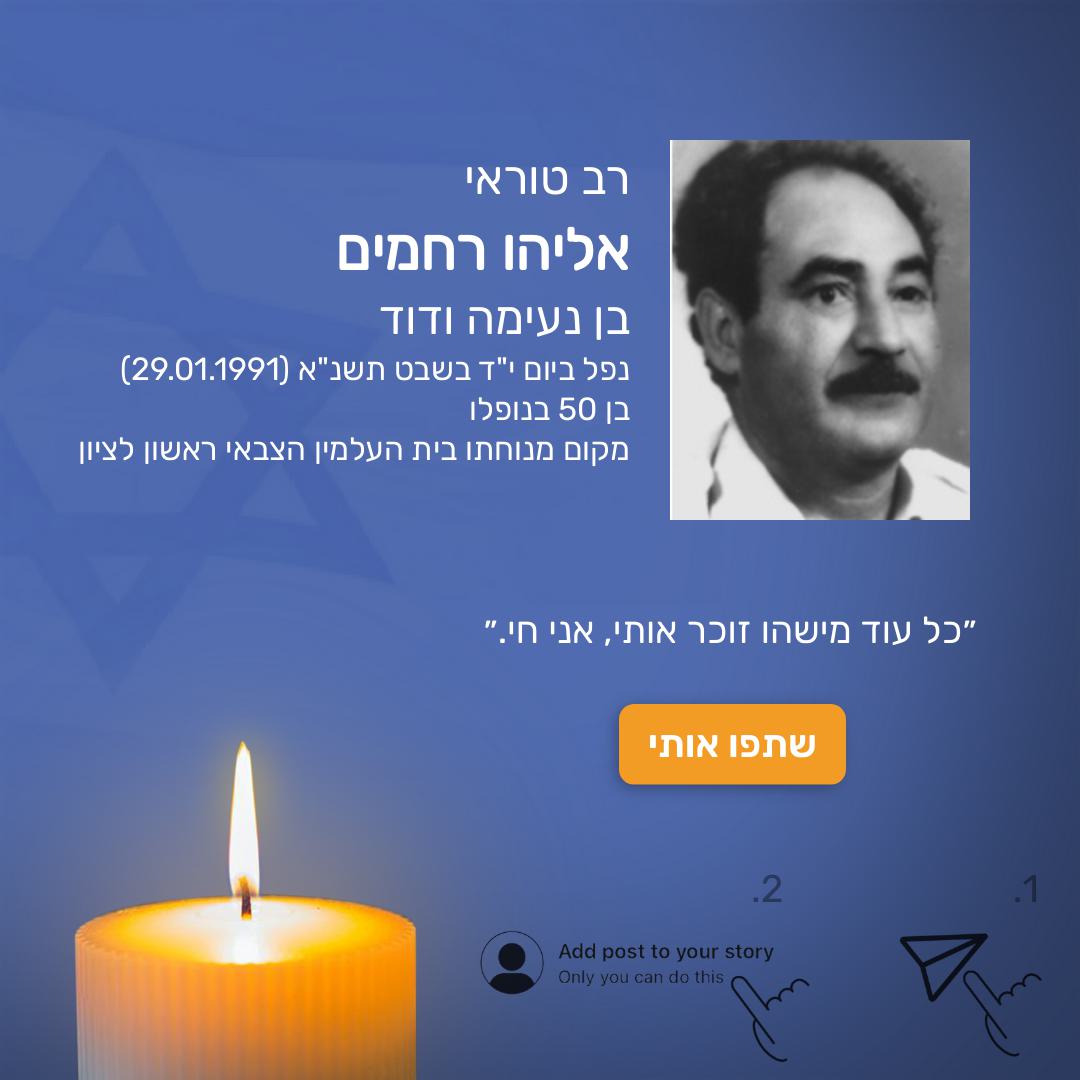 רב טוראי
אליהו רחמים
בן נעימה ודוד
נפל ביום י"ד בשבט תשנ"א (29.01.1991)
בן 50 בנופלו
מקום מנוחתו בית העלמין הצבאי ראשון לציון
״כל עוד מישהו זוכר אותי, אני חי.״
שתפו אותי
1.
2.
Add post to your story
Only you can do this